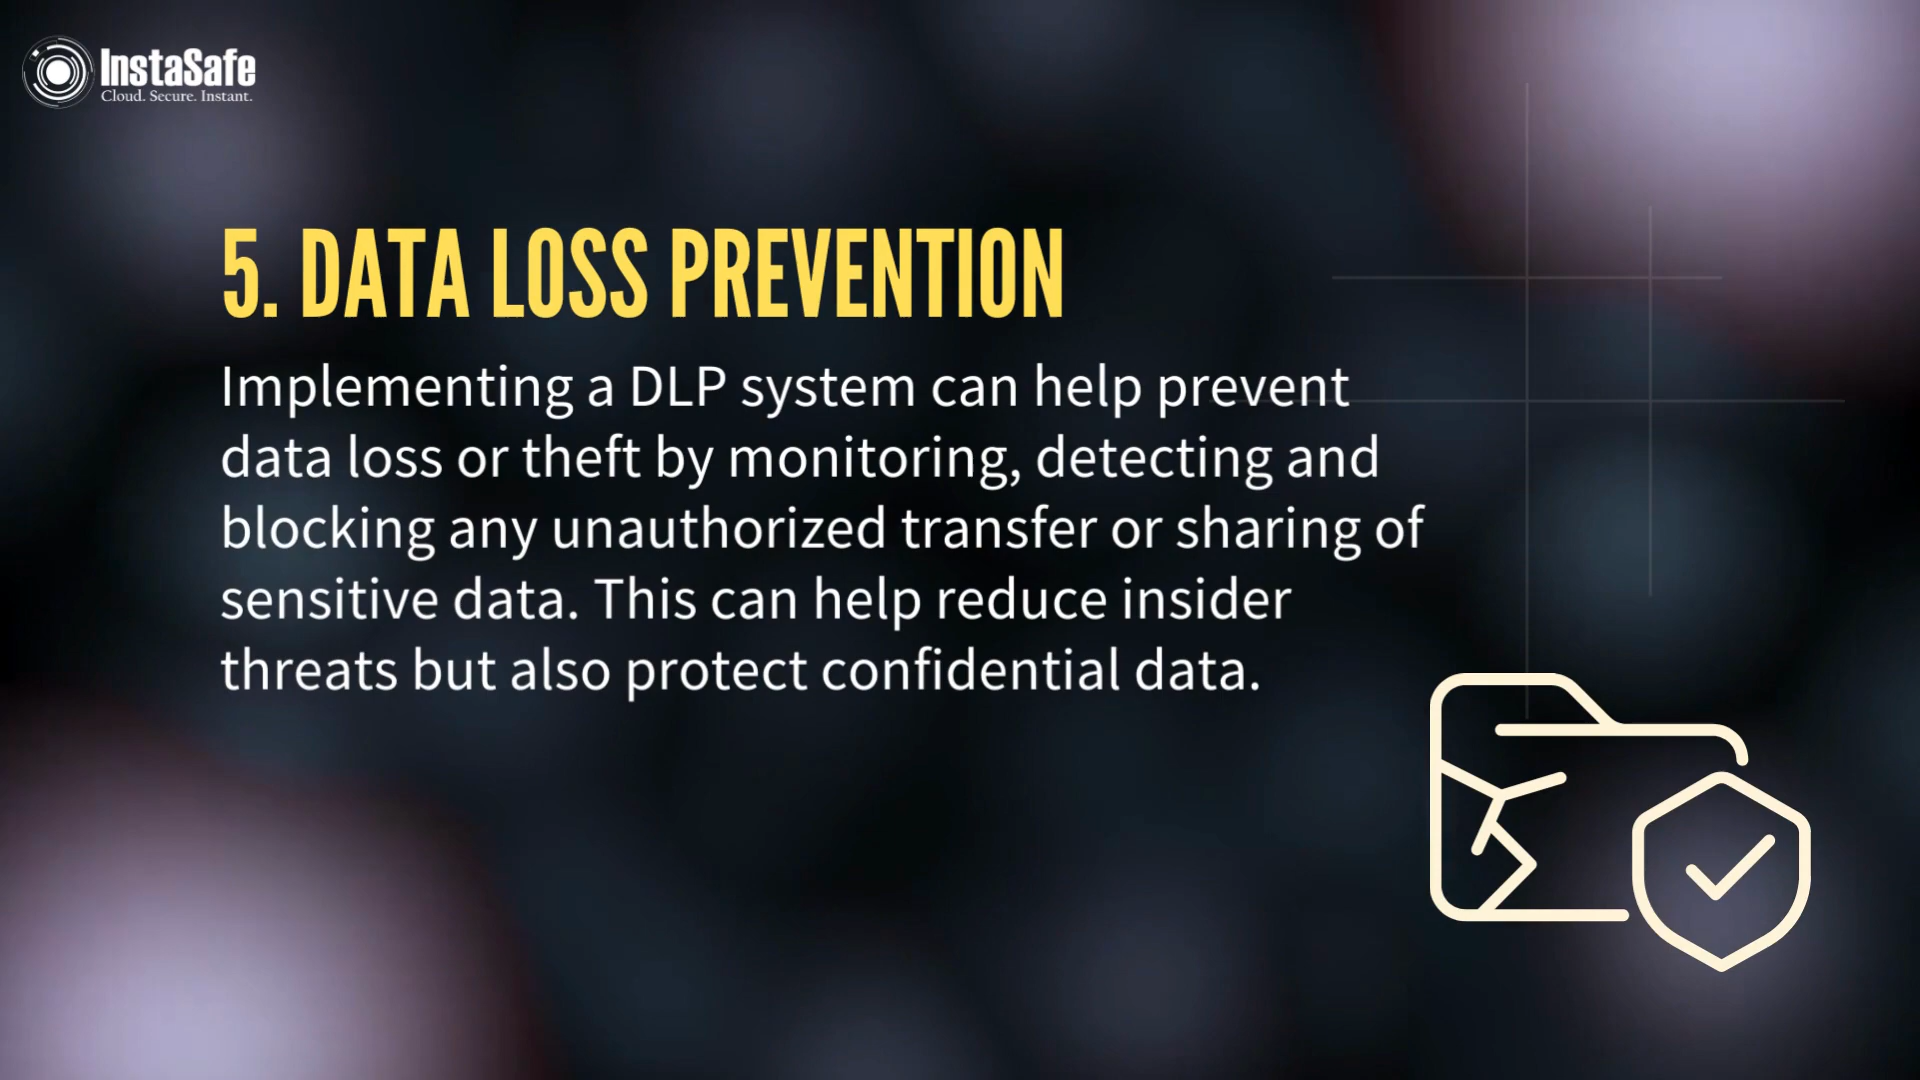 InstaSafe
Cloud. Secure. Instant.
5. DATA LOSS PREVENTION
Implementing a DLP system can help prevent
data loss or theft by monitoring, detecting and
blocking any unauthorized transfer or sharing of
sensitive data. This can help reduce insider
threats but also protect confidential data.